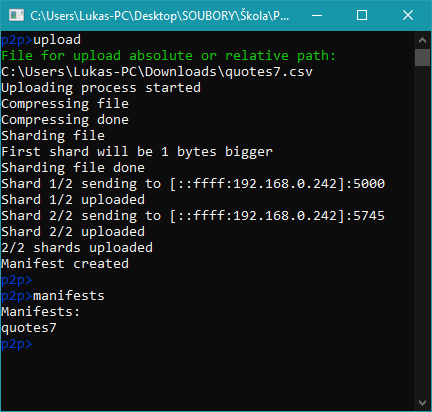 C:\Users\Lukas-PC\Desktop\SOUBORY\Škola\P...
p2p>upload
File for upload absolute or relative path:
C:\Users\Lukas-PC\Downloads\quotes7.csv
Uploading process started
Compressing file
Compressing done
Sharding file
First shard will be 1 bytes bigger
Sharding file done
Shard 1/2 sending to [::ffff:192.168.0.242]:5000
Shard 1/2 uploaded
Shard 2/2 sending to [::ffff:192.168.0.242]:5745
Shard 2/2 uploaded
2/2 shards uploaded
Manifest created
p2p>
p2p>manifests
Manifests:
quotes7
p2p>